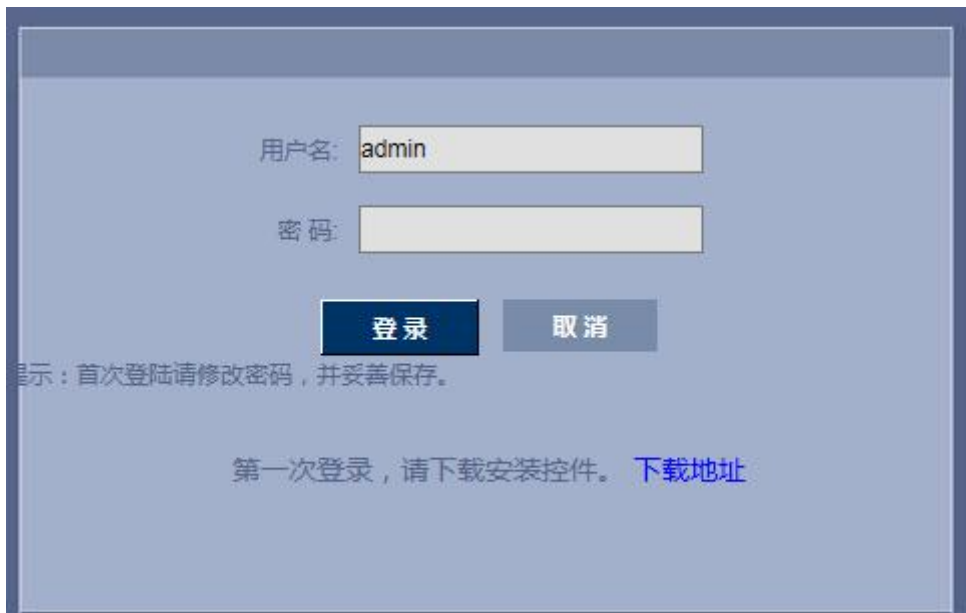 用户名: admin
密 码:
登 录 取 消
示：首次登陆请修改密码，并妥善保存。
第一次登录，请下载安装控件。 下载地址